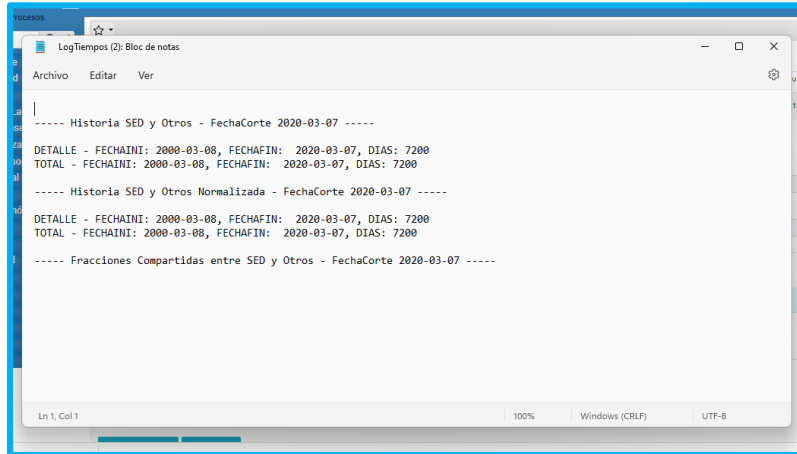 Procesos
LogTiempos (2): Bloc de notas
Archivo Editar Ver
----- Historia SED y Otros - FechaCorte 2020-03-07 -----
DETALLE - FECHAINI: 2000-03-08, FECHAFIN:  2020-03-07, DIAS: 7200
TOTAL - FECHAINI: 2000-03-08, FECHAFIN:  2020-03-07, DIAS: 7200
----- Historia SED y Otros Normalizada - FechaCorte 2020-03-07 -----
DETALLE - FECHAINI: 2000-03-08, FECHAFIN:  2020-03-07, DIAS: 7200
TOTAL - FECHAINI: 2000-03-08, FECHAFIN:  2020-03-07, DIAS: 7200
----- Fracciones Compartidas entre SED y Otros - FechaCorte 2020-03-07 -----
Ln 1, Col 1 100% Windows (CRLF) UTF-8